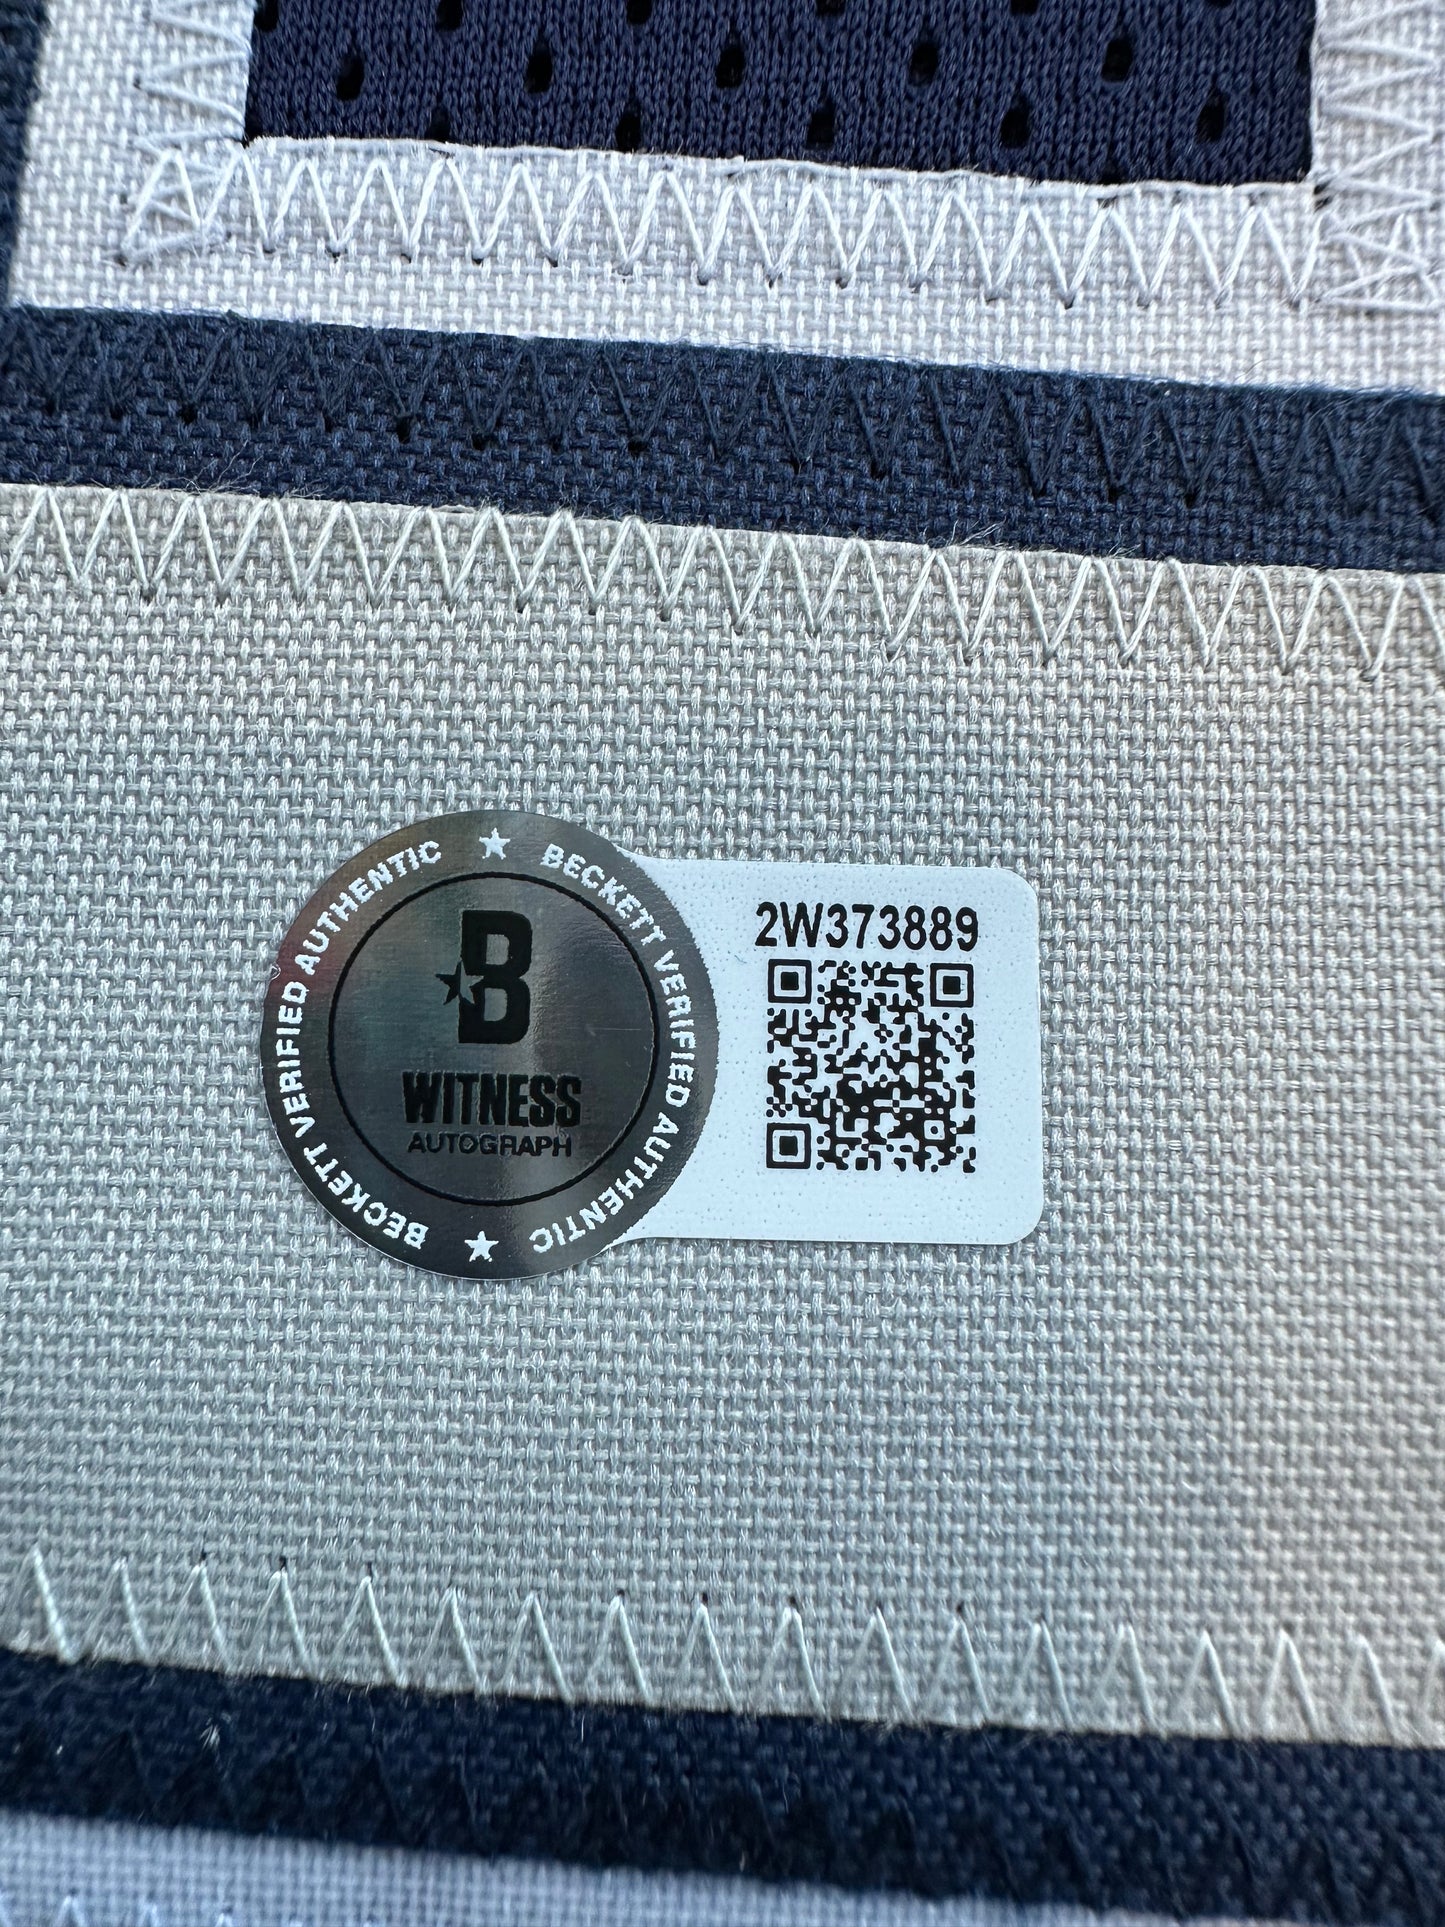 BECKETT VERIFIED AUTHENTIC ★ BECKETT VERIFIED AUTHENTIC ★
B
WITNESS
AUTOGRAPH
2W373889